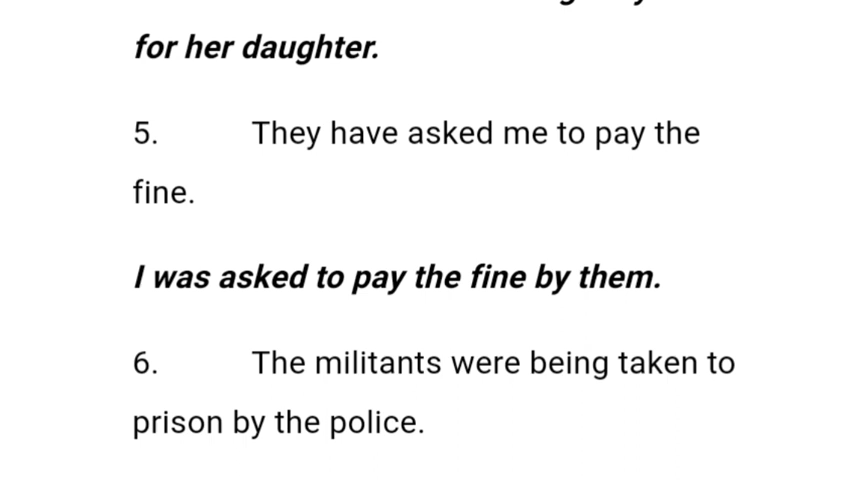 for her daughter.
5. They have asked me to pay the
fine.
I was asked to pay the fine by them.
6. The militants were being taken to
prison by the police.